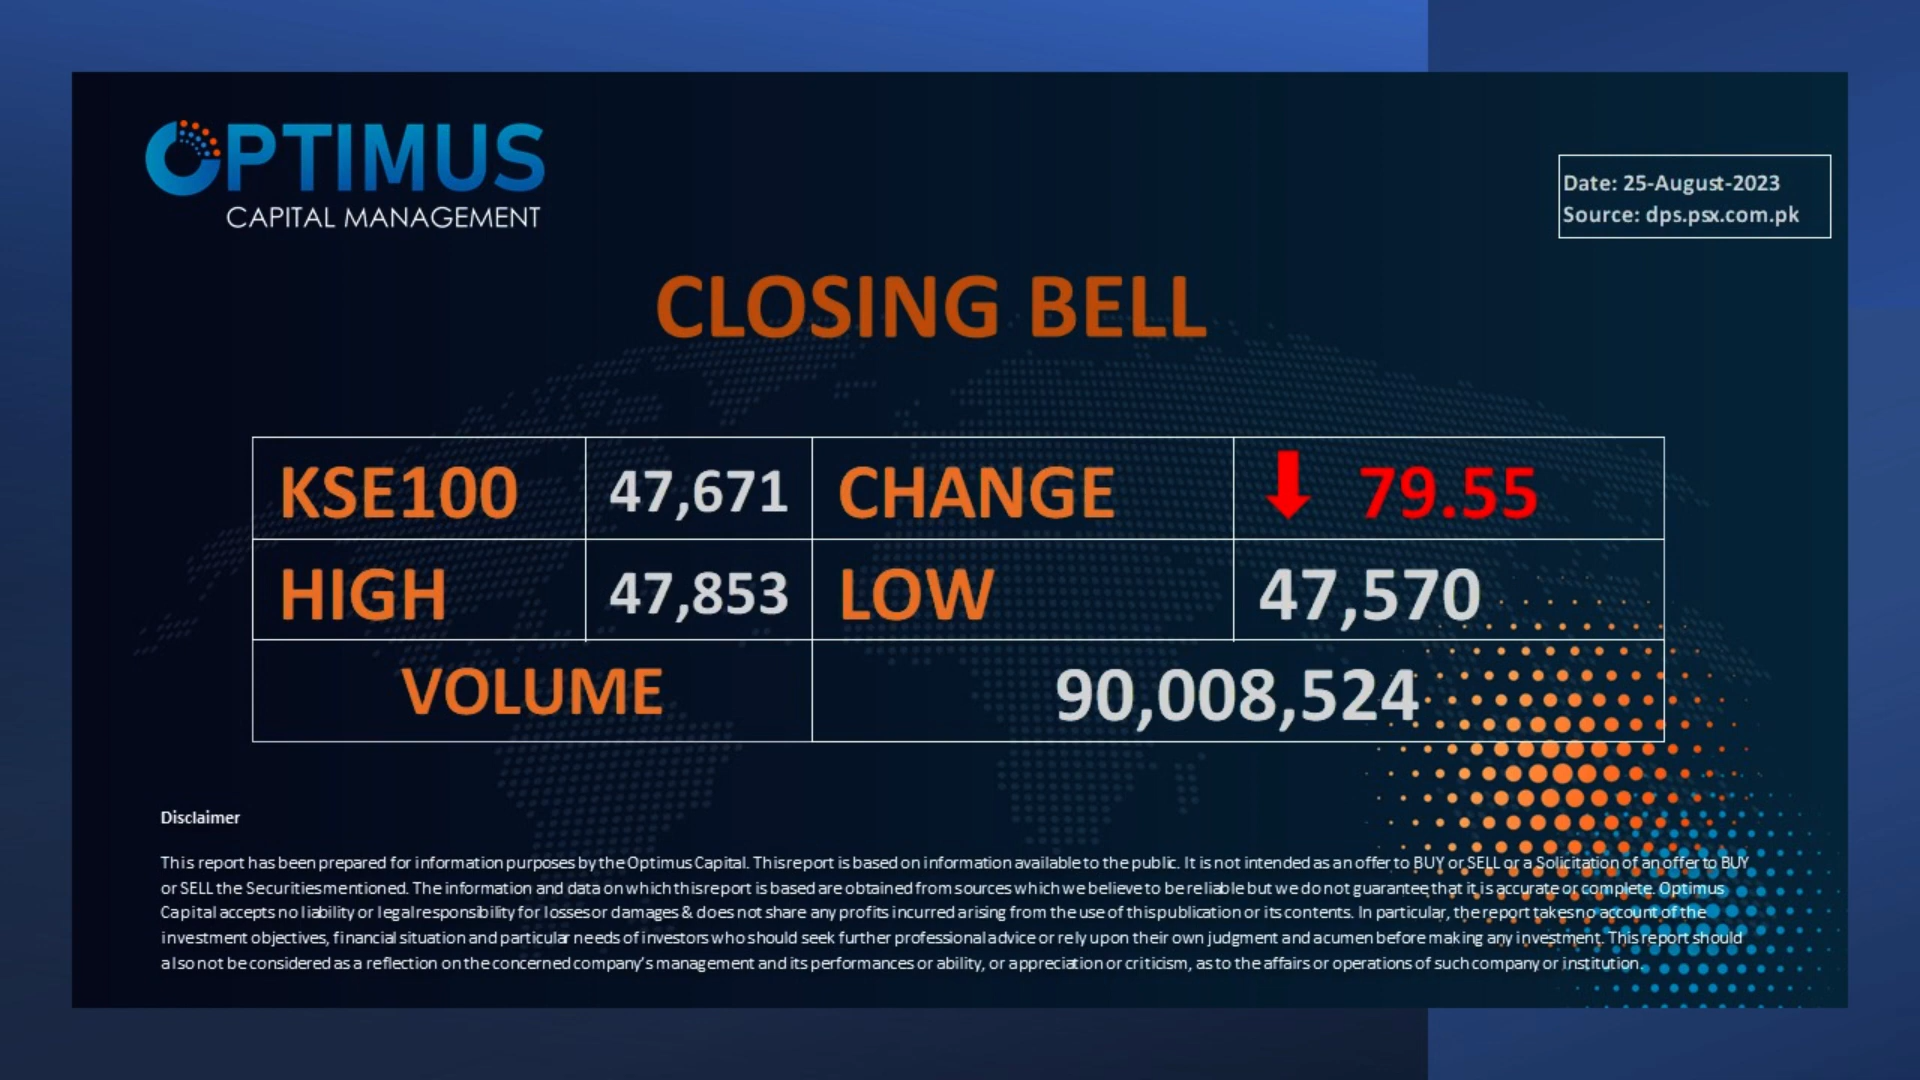 OPTIMUS
CAPITAL MANAGEMENT
Date: 25-August-2023
Source: dps.psx.com.pk
CLOSING BELL
KSE100 47,671 CHANGE 79.55
HIGH 47,853 LOW 47,570
VOLUME 90,008,524
Disclaimer
This report has been prepared for information purposes by the Optimus Capital. This report is based on information available to the public. It is not intended as an offer to BUY or SELL or a Solicitation of an offer to BUY
or SELL the Securities mentioned. The information and data on which this report is based are obtained from sources which we believe to be reliable but we do not guarantee that it is accurate or complete. Optimus
Capital accepts no liability or legal responsibility for losses or damages & does not share any profits incurred arising from the use of this publication or its contents. In particular, the report takes no account of the
investment objectives, financial situation and particular needs of investors who should seek further professional advice or rely upon their own judgment and acumen before making any investment. This report should
also not be considered as a reflection on the concerned company's management and its performances or ability, or appreciation or criticism, as to the affairs or operations of such company or institution.